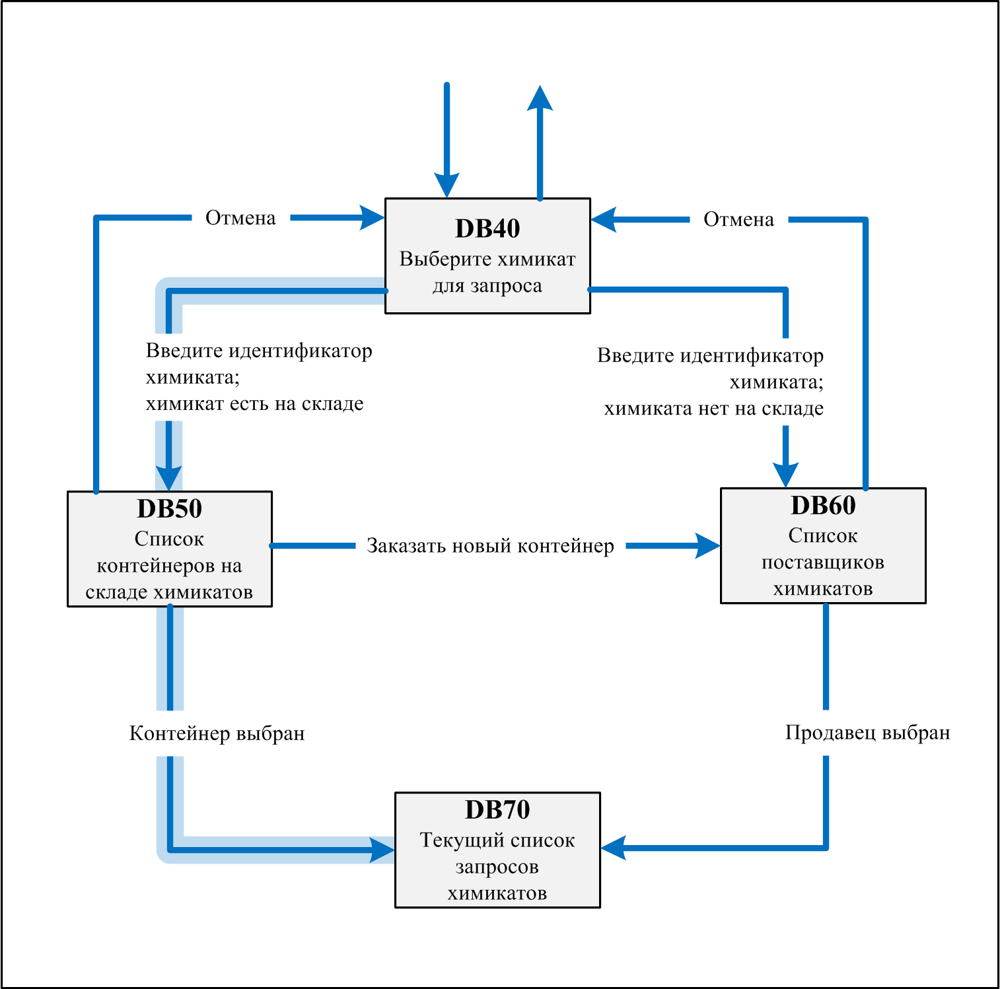 Отмена
Отмена
DB40
Выберите химикат
для запроса
Введите идентификатор
химиката;
химикат есть на складе
Введите идентификатор
химиката;
химиката нет на складе
DB50
Список
контейнеров на
складе химикатов
Заказать новый контейнер
DB60
Список
поставщиков
химикатов
Контейнер выбран
Продавец выбран
DB70
Текущий список
запросов
химикатов